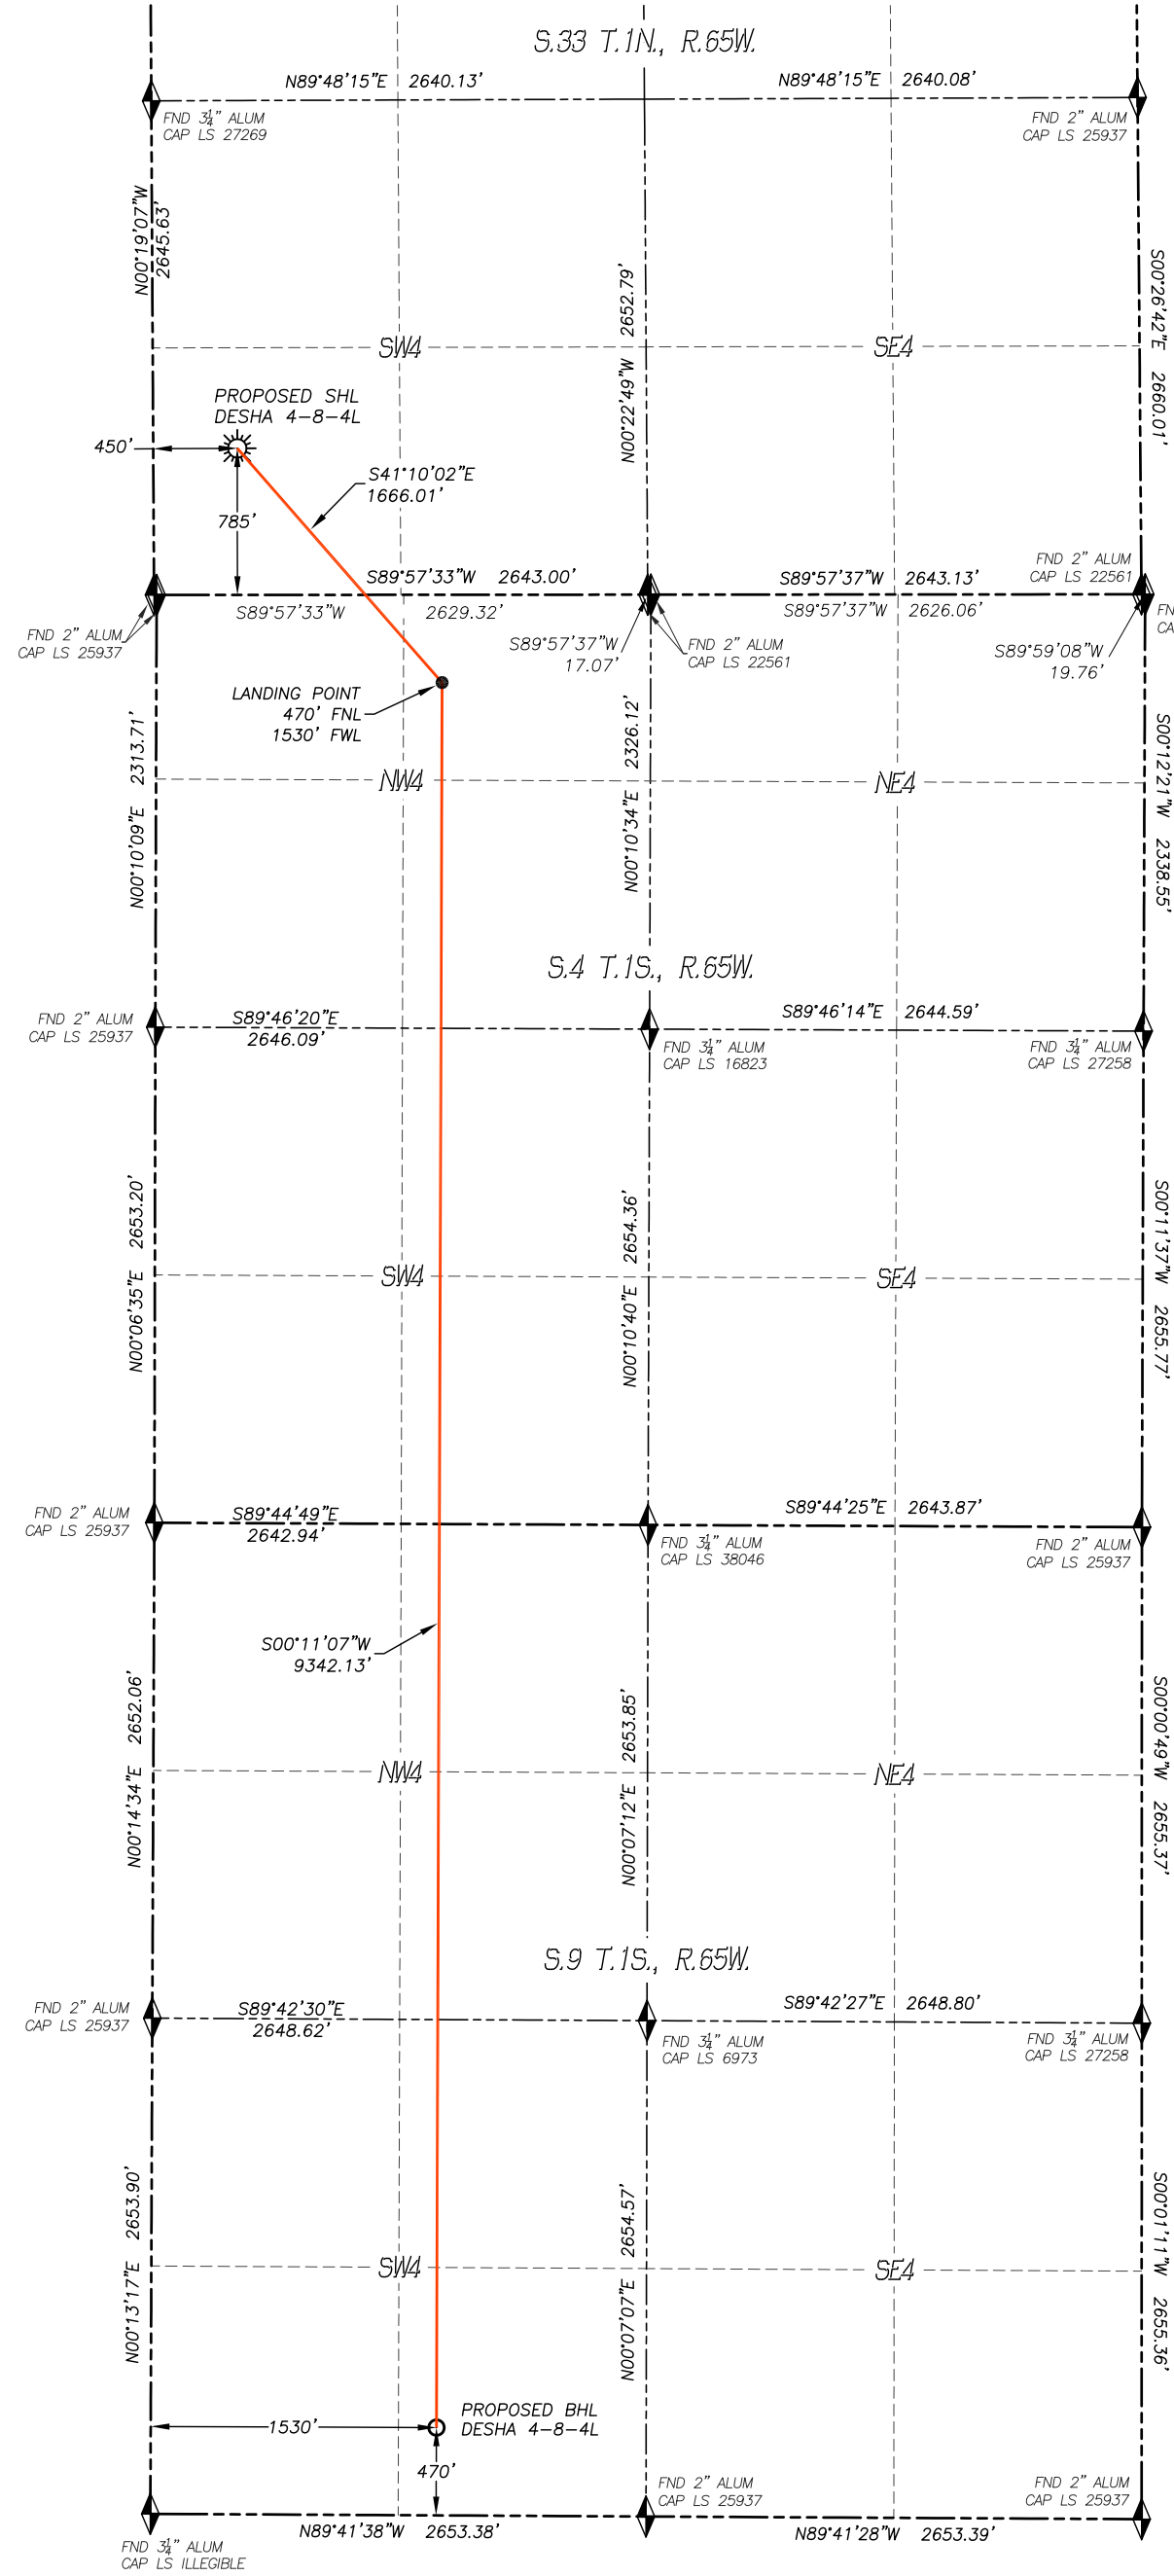 S.33 T.1N., R.65W.
N89°48'15"E 2640.13'
N89°48'15"E 2640.08'
FND 3¼" ALUM
CAP LS 27269
FND 2" ALUM
CAP LS 25937
N00°19'07"W
2645.63'
N00°22'49"W 2652.79'
S00°26'42"E 2660.01'
SW4
SE4
PROPOSED SHL
DESHA 4-8-4L
450'
S41°10'02"E
1666.01'
785'
FND 2" ALUM
CAP LS 22561
S89°57'33"W 2643.00'
S89°57'37"W 2643.13'
S89°57'33"W 2629.32'
S89°57'37"W 2626.06'
FND 2" ALUM
CAP LS 25937
S89°57'37"W
17.07'
FND 2" ALUM
CAP LS 22561
S89°59'08"W
19.76'
FN
CA
LANDING POINT
470' FNL
1530' FWL
N00°10'09"E 2313.71'
N00°10'34"E 2326.12'
S00°12'21"W 2338.55'
NW4
NE4
S.4 T.1S., R.65W.
FND 2" ALUM
CAP LS 25937
S89°46'20"E
2646.09'
S89°46'14"E 2644.59'
FND 3¼" ALUM
CAP LS 16823
FND 3¼" ALUM
CAP LS 27258
N00°06'35"E 2653.20'
N00°10'40"E 2654.36'
S00°11'37"W 2655.77'
SW4
SE4
FND 2" ALUM
CAP LS 25937
S89°44'49"E
2642.94'
S89°44'25"E 2643.87'
FND 3¼" ALUM
CAP LS 38046
FND 2" ALUM
CAP LS 25937
S00°11'07"W
9342.13'
N00°14'34"E 2652.06'
N00°07'12"E 2653.85'
S00°00'49"W 2655.37'
NW4
NE4
S.9 T.1S., R.65W.
FND 2" ALUM
CAP LS 25937
S89°42'30"E
2648.62'
S89°42'27"E 2648.80'
FND 3¼" ALUM
CAP LS 6973
FND 3¼" ALUM
CAP LS 27258
N00°13'17"E 2653.90'
N00°07'07"E 2654.57'
S00°01'11"W 2655.36'
SW4
SE4
PROPOSED BHL
DESHA 4-8-4L
1530'
470'
FND 2" ALUM
CAP LS 25937
FND 2" ALUM
CAP LS 25937
N89°41'38"W 2653.38'
N89°41'28"W 2653.39'
FND 3¼" ALUM
CAP LS ILLEGIBLE